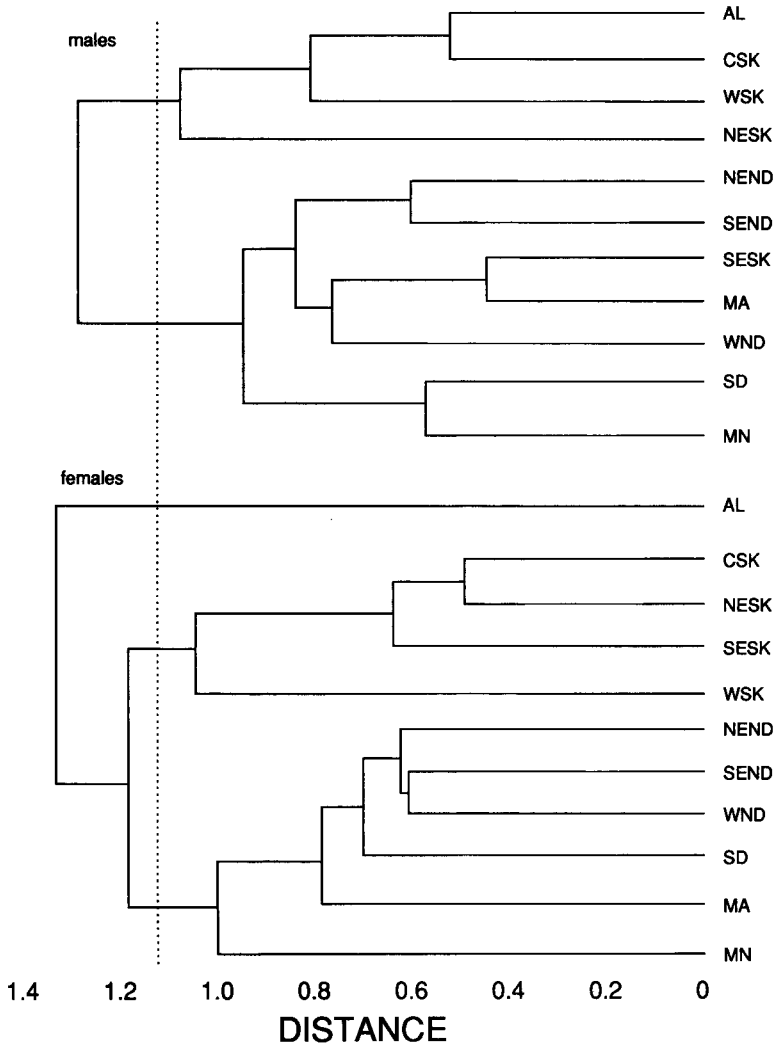 AL
males
CSK
WSK
NESK
NEND
SEND
SESK
MA
WND
SD
MN
females
AL
CSK
NESK
SESK
WSK
NEND
SEND
WND
SD
MA
MN
1.4 1.2 1.0 0.8 0.6 0.4 0.2 0
DISTANCE